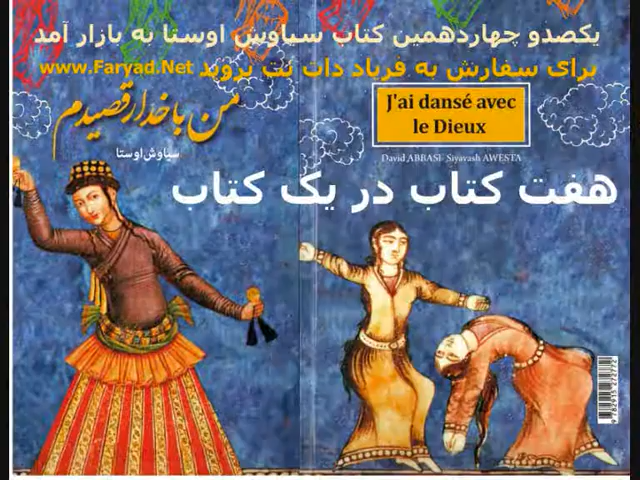 یکصدو چهاردهمین کتاب سیاوش اوستا به بازار آمد
برای سفارش به فریاد دات نت بروید www.Faryad.Net
من با خدا رقصیدم
سیاوش اوستا
J'ai dansé avec
le Dieux
David ABBASI- Siyavash AWESTA
هفت کتاب در یک کتاب